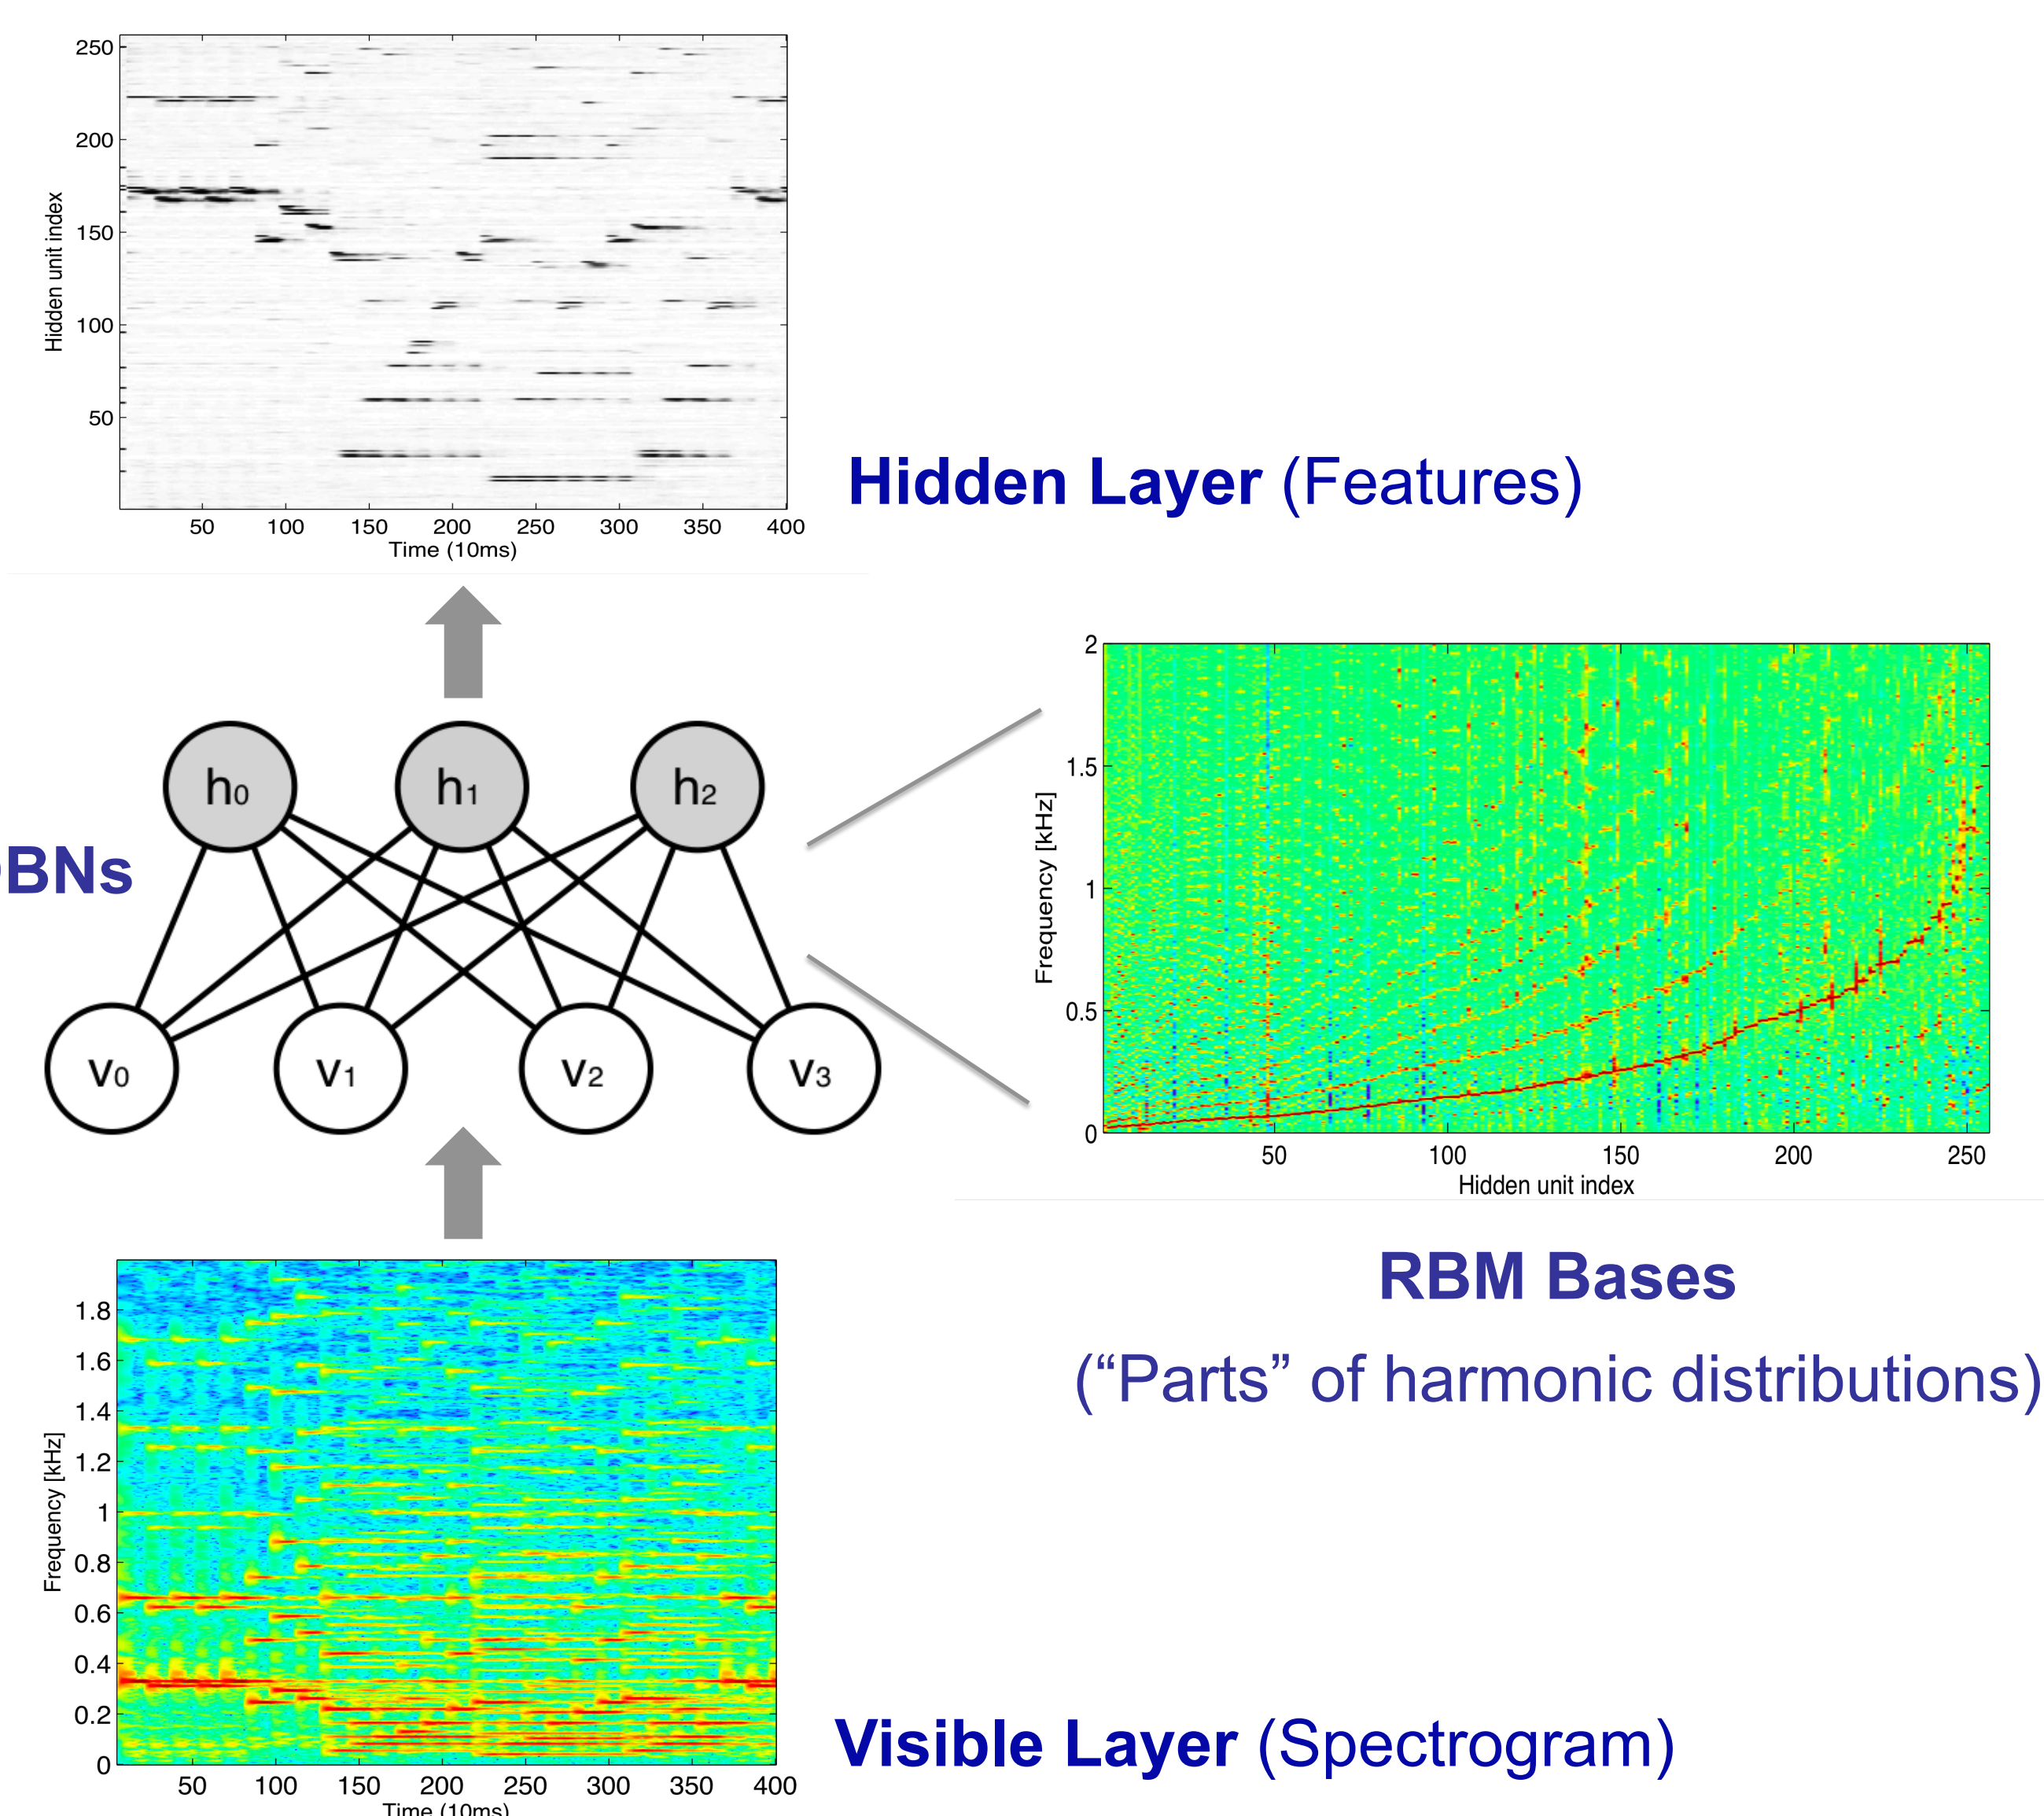 250
200
150
100
50
Hidden unit index
50 100 150 200 250 300 350 400
Time (10ms)
Hidden Layer (Features)
h0 h1 h2
BNs
v0 v1 v2 v3
2
1.5
1
0.5
0
Frequency [kHz]
50 100 150 200 250
Hidden unit index
RBM Bases
(“Parts” of harmonic distributions)
1.8
1.6
1.4
1.2
1
0.8
0.6
0.4
0.2
0
Frequency [kHz]
50 100 150 200 250 300 350 400
Time (10ms)
Visible Layer (Spectrogram)